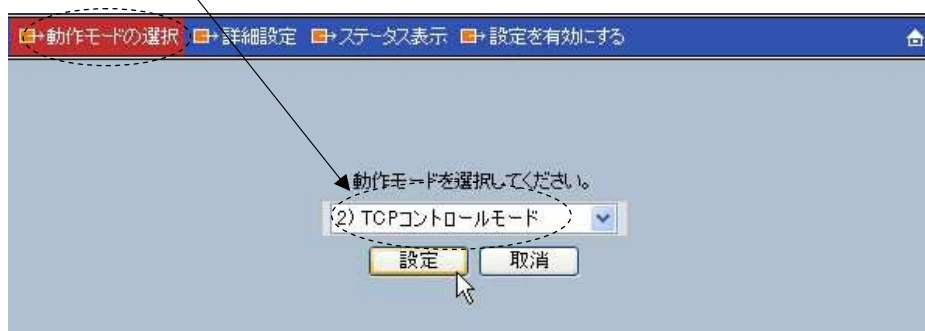 動作モードの選択 詳細設定 ステータス表示 設定を有効にする
動作モードを選択してください。
2) TCPコントロールモード
設定 取消